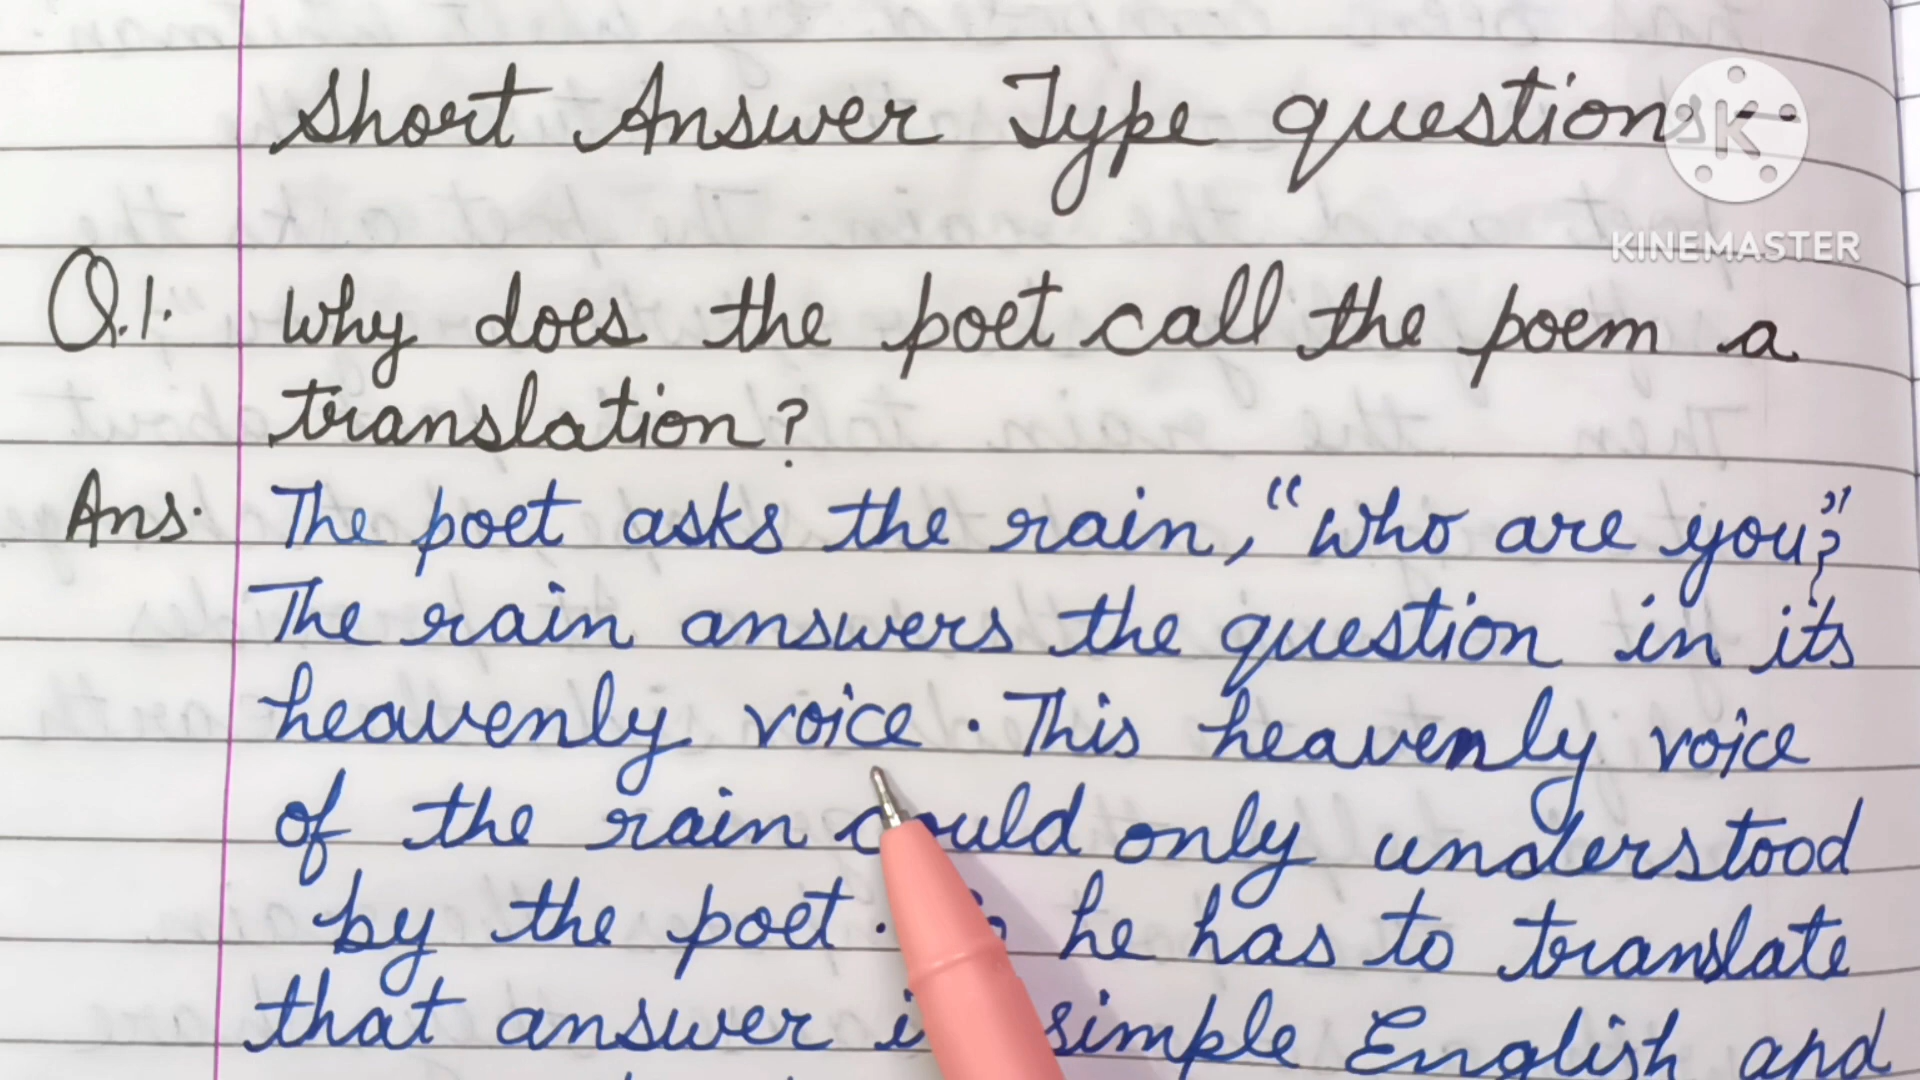 Short Answer Type questions
KINEMASTER
Q.1. Why does the poet call the poem a
translation?
Ans. The poet asks the rain, "Who are you?"
The rain answers the question in its
heavenly voice. This heavenly voice
of the rain could only understood
by the poet. he has to translate
that answer simple English and